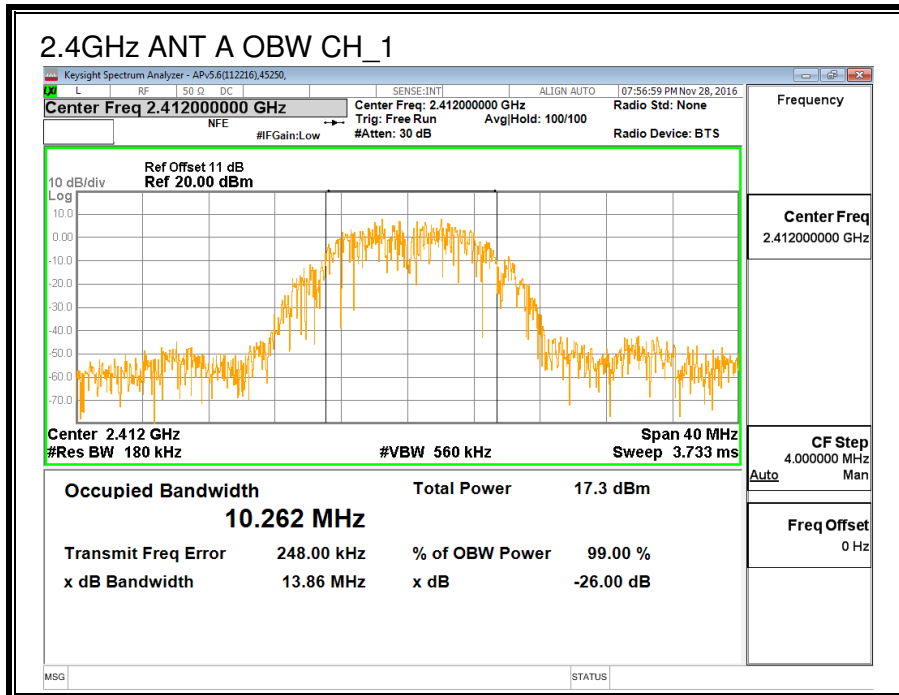 2.4GHz ANT A OBW CH_1
Keysight Spectrum Analyzer - APv5.6(112216),45250,
LXI L RF 50 Ω DC SENSE:INT ALIGN AUTO 07:56:59 PM Nov 28, 2016
Center Freq 2.412000000 GHz Center Freq: 2.412000000 GHz Radio Std: None
NFE Trig: Free Run Avg|Hold: 100/100
#IFGain:Low #Atten: 30 dB Radio Device: BTS
Ref Offset 11 dB
10 dB/div Ref 20.00 dBm
Log
10.0
0.00
-10.0
-20.0
-30.0
-40.0
-50.0
-60.0
-70.0
Center 2.412 GHz Span 40 MHz
#Res BW 180 kHz #VBW 560 kHz Sweep 3.733 ms
Occupied Bandwidth Total Power 17.3 dBm
10.262 MHz
Transmit Freq Error 248.00 kHz % of OBW Power 99.00 %
x dB Bandwidth 13.86 MHz x dB -26.00 dB
MSG STATUS
Frequency
Center Freq
2.412000000 GHz
CF Step
4.000000 MHz
Auto Man
Freq Offset
0 Hz